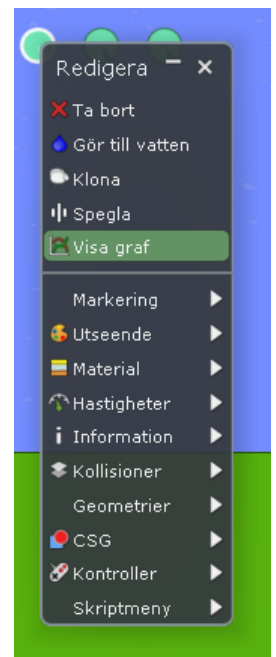 Redigera
Ta bort
Gör till vatten
Klona
Spegla
Visa graf
Markering
Utseende
Material
Hastigheter
Information
Kollisioner
Geometrier
CSG
Kontroller
Skriptmeny